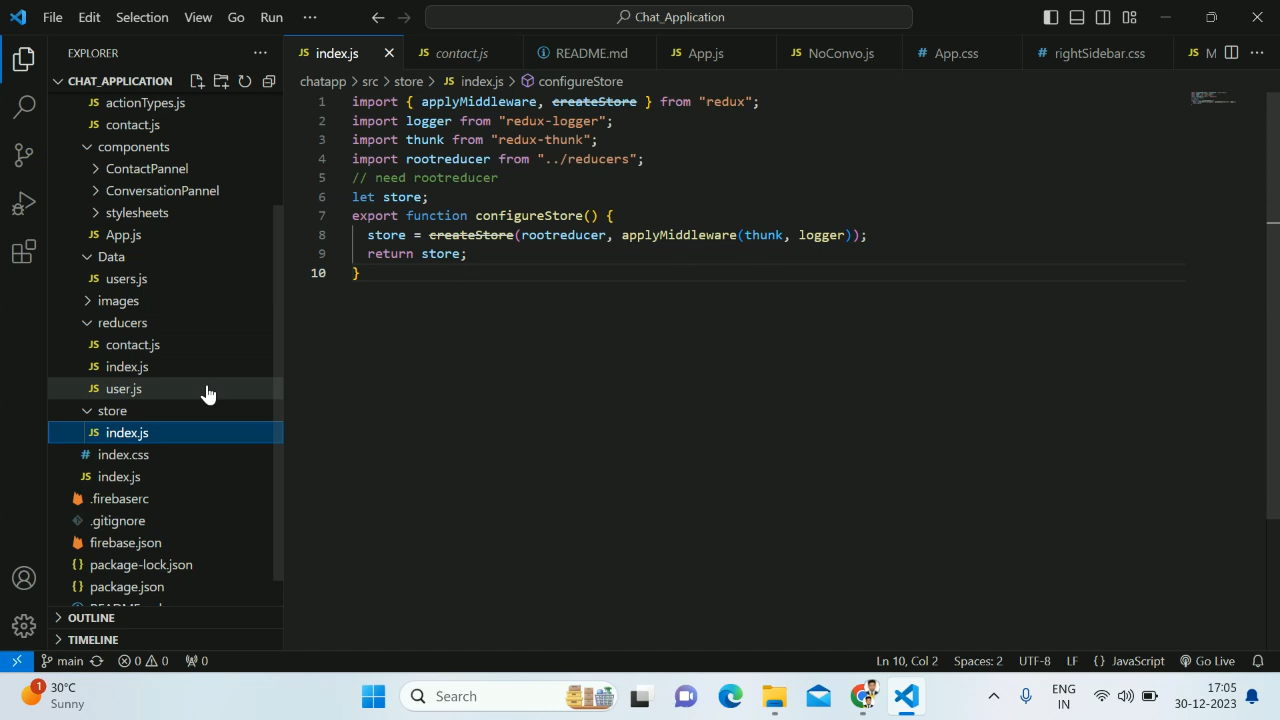 File Edit Selection View Go Run ··· Chat_Application
EXPLORER
CHAT_APPLICATION
actionTypes.js
contact.js
components
ContactPannel
ConversationPannel
stylesheets
App.js
Data
users.js
images
reducers
contact.js
index.js
user.js
store
index.js
index.css
index.js
.firebaserc
.gitignore
firebase.json
package-lock.json
package.json
OUTLINE
TIMELINE
index.js contact.js README.md App.js NoConvo.js App.css rightSidebar.css M
chatapp > src > store > JS index.js > configureStore
1 import { applyMiddleware, createStore } from "redux";
2 import logger from "redux-logger";
3 import thunk from "redux-thunk";
4 import rootreducer from "../reducers";
5 // need rootreducer
6 let store;
7 export function configureStore() {
8 store = createStore(rootreducer, applyMiddleware(thunk, logger));
9 return store;
10 }
main 0 0 0 Ln 10, Col 2 Spaces: 2 UTF-8 LF {} JavaScript Go Live
1 30°C
Sunny
Search
ENG
IN
17:05
30-12-2023